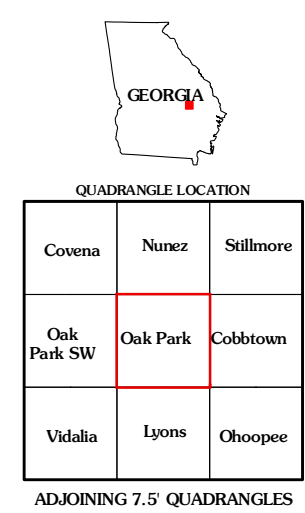 GEORGIA
QUADRANGLE LOCATION
Covena Nunez Stillmore
Oak
Park SW
Oak Park Cobbtown
Vidalia Lyons Ohoopee
ADJOINING 7.5' QUADRANGLES